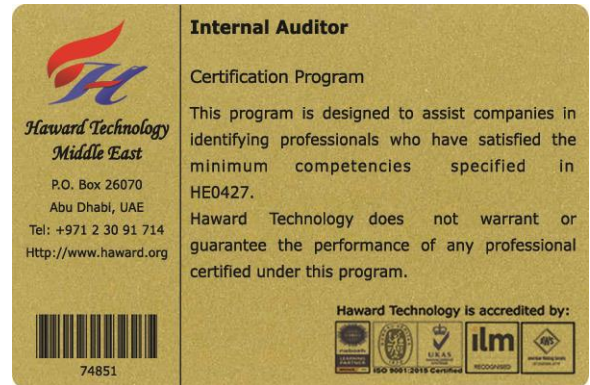 Haward Technology
Middle East
P.O. Box 26070
Abu Dhabi, UAE
Tel: +971 2 30 91 714
Http://www.haward.org
74851
Internal Auditor
Certification Program
This program is designed to assist companies in
identifying professionals who have satisfied the
minimum competencies specified in
HE0427.
Haward Technology does not warrant or
guarantee the performance of any professional
certified under this program.
Haward Technology is accredited by:
UKAS
ilm
RECOGNISED
AWS
ISO 9001:2015 Certified